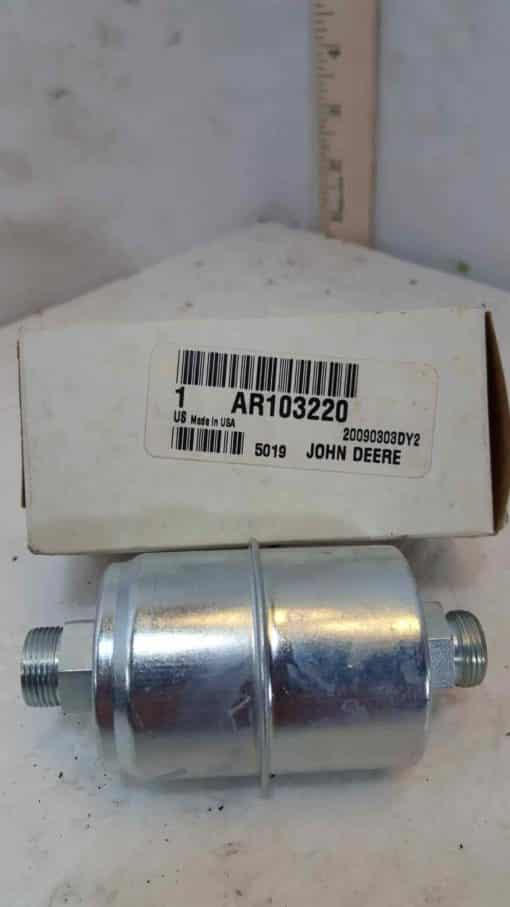 1 AR103220
US Made in USA
20090303DY2
5019 JOHN DEERE